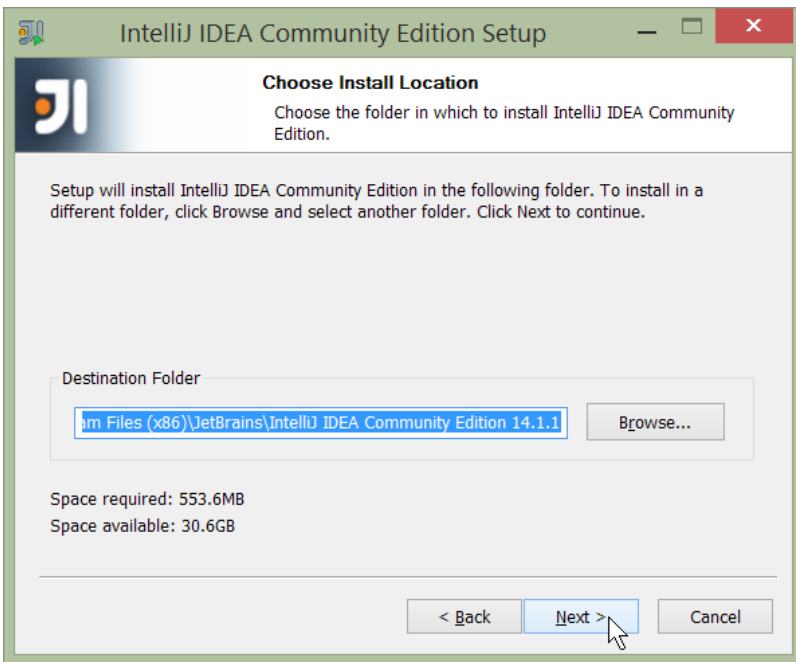 IntelliJ IDEA Community Edition Setup
Choose Install Location
Choose the folder in which to install IntelliJ IDEA Community
Edition.
Setup will install IntelliJ IDEA Community Edition in the following folder. To install in a
different folder, click Browse and select another folder. Click Next to continue.
Destination Folder
am Files (x86)\JetBrains\IntelliJ IDEA Community Edition 14.1.1
Browse...
Space required: 553.6MB
Space available: 30.6GB
< Back
Next >
Cancel